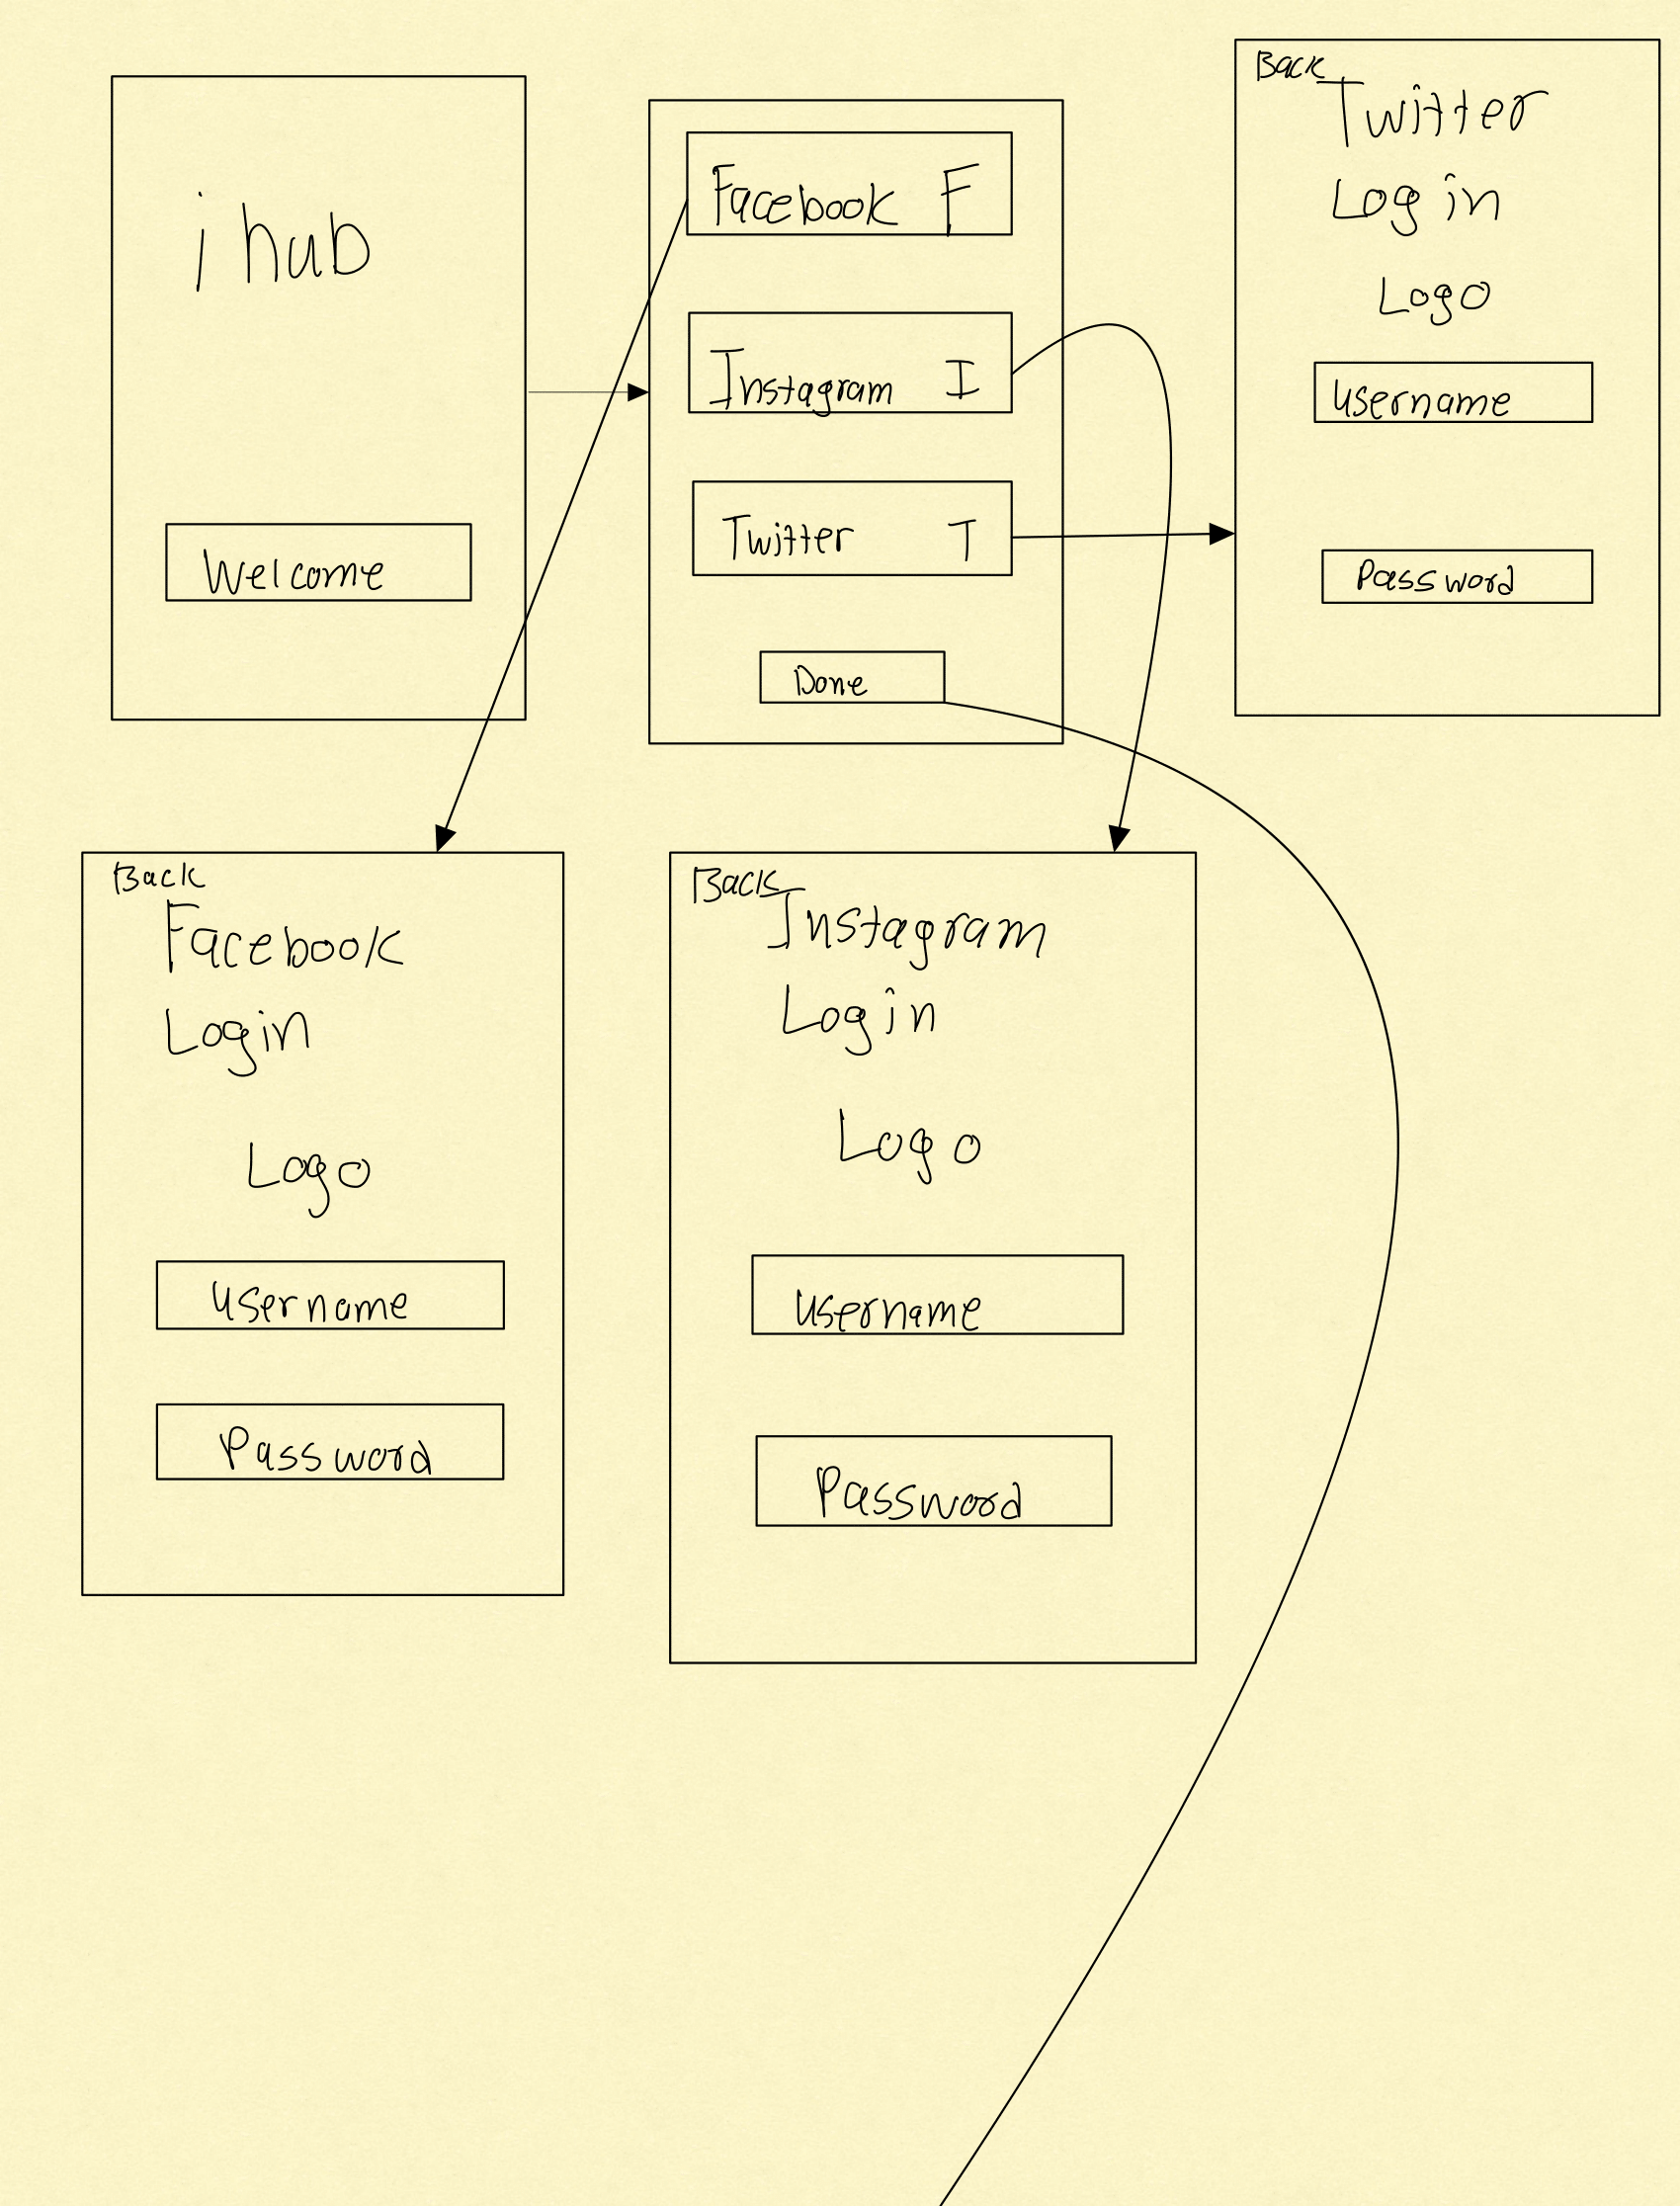 i hub
Welcome
Facebook F
Instagram I
Twitter T
Done
Back
Twitter
Log in
Logo
Username
Password
Back
Facebook
Login
Logo
Username
Password
Back
Instagram
Login
Logo
Username
Password